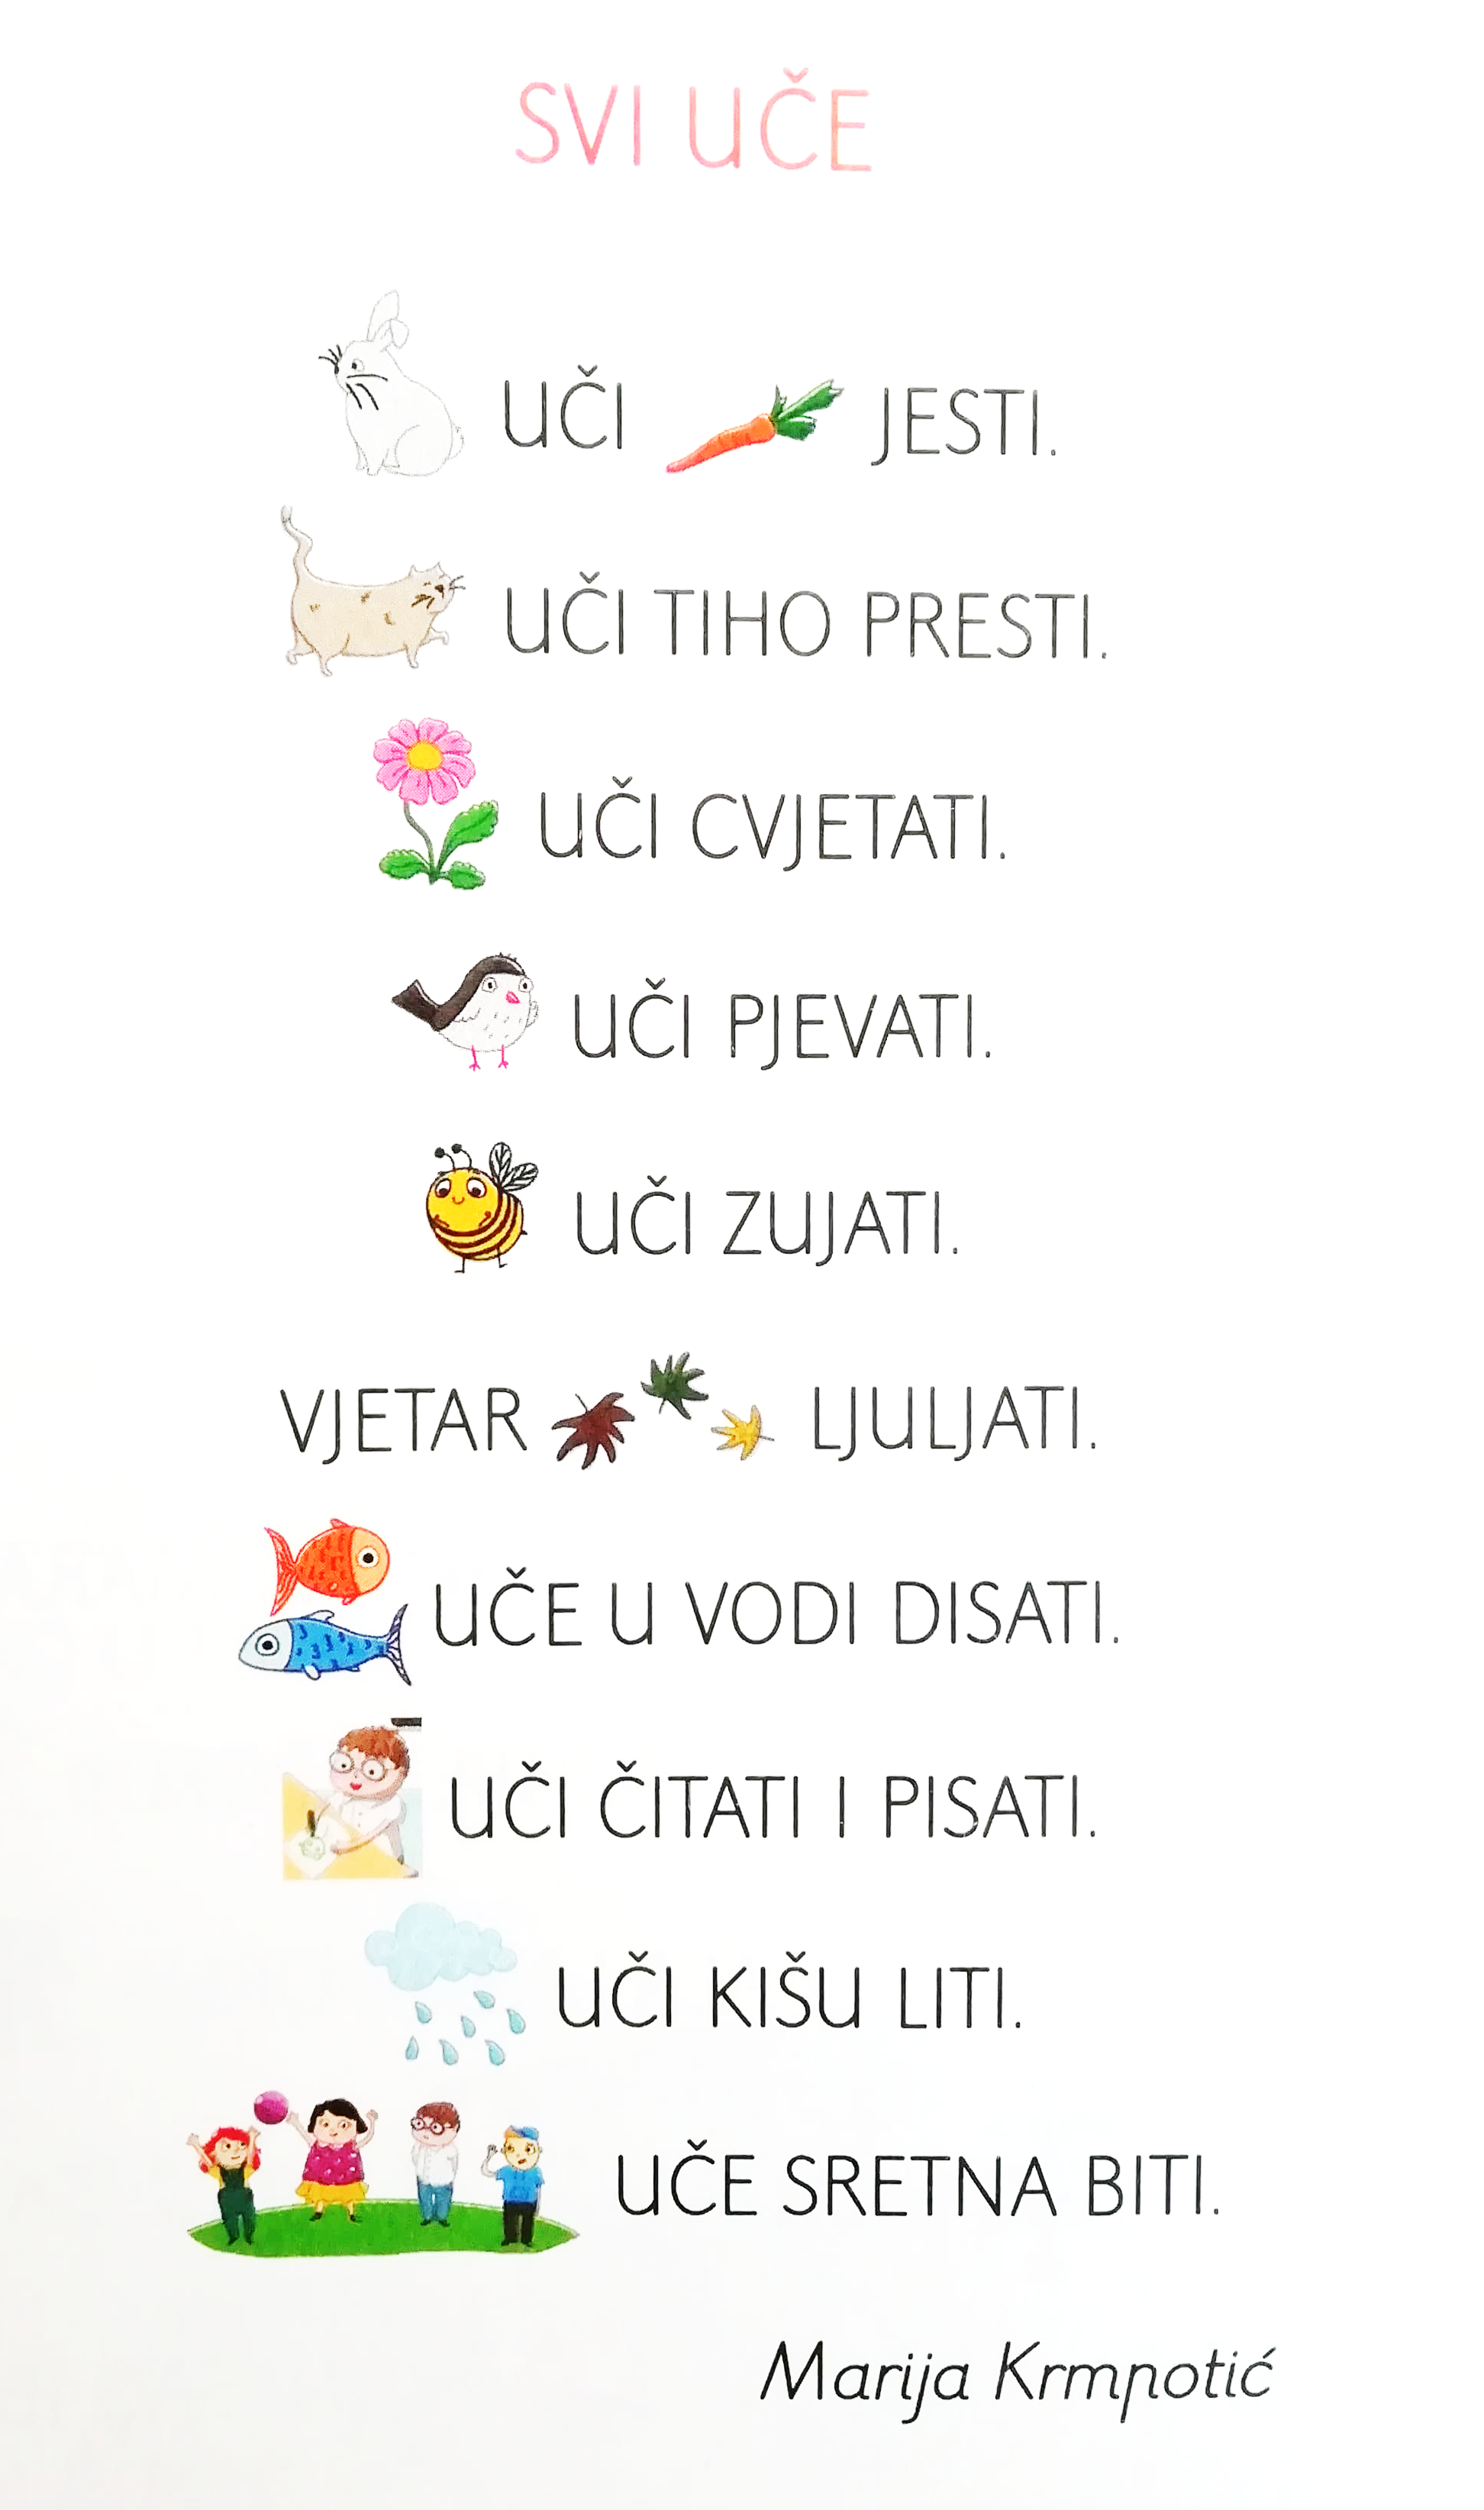 SVI UČE
UČI JESTI.
UČI TIHO PRESTI.
UČI CVJETATI.
UČI PJEVATI.
UČI ZUJATI.
VJETAR LJULJATI.
UČE U VODI DISATI.
UČI ČITATI I PISATI.
UČI KIŠU LITI.
UČE SRETNA BITI.
Marija Krmpotić